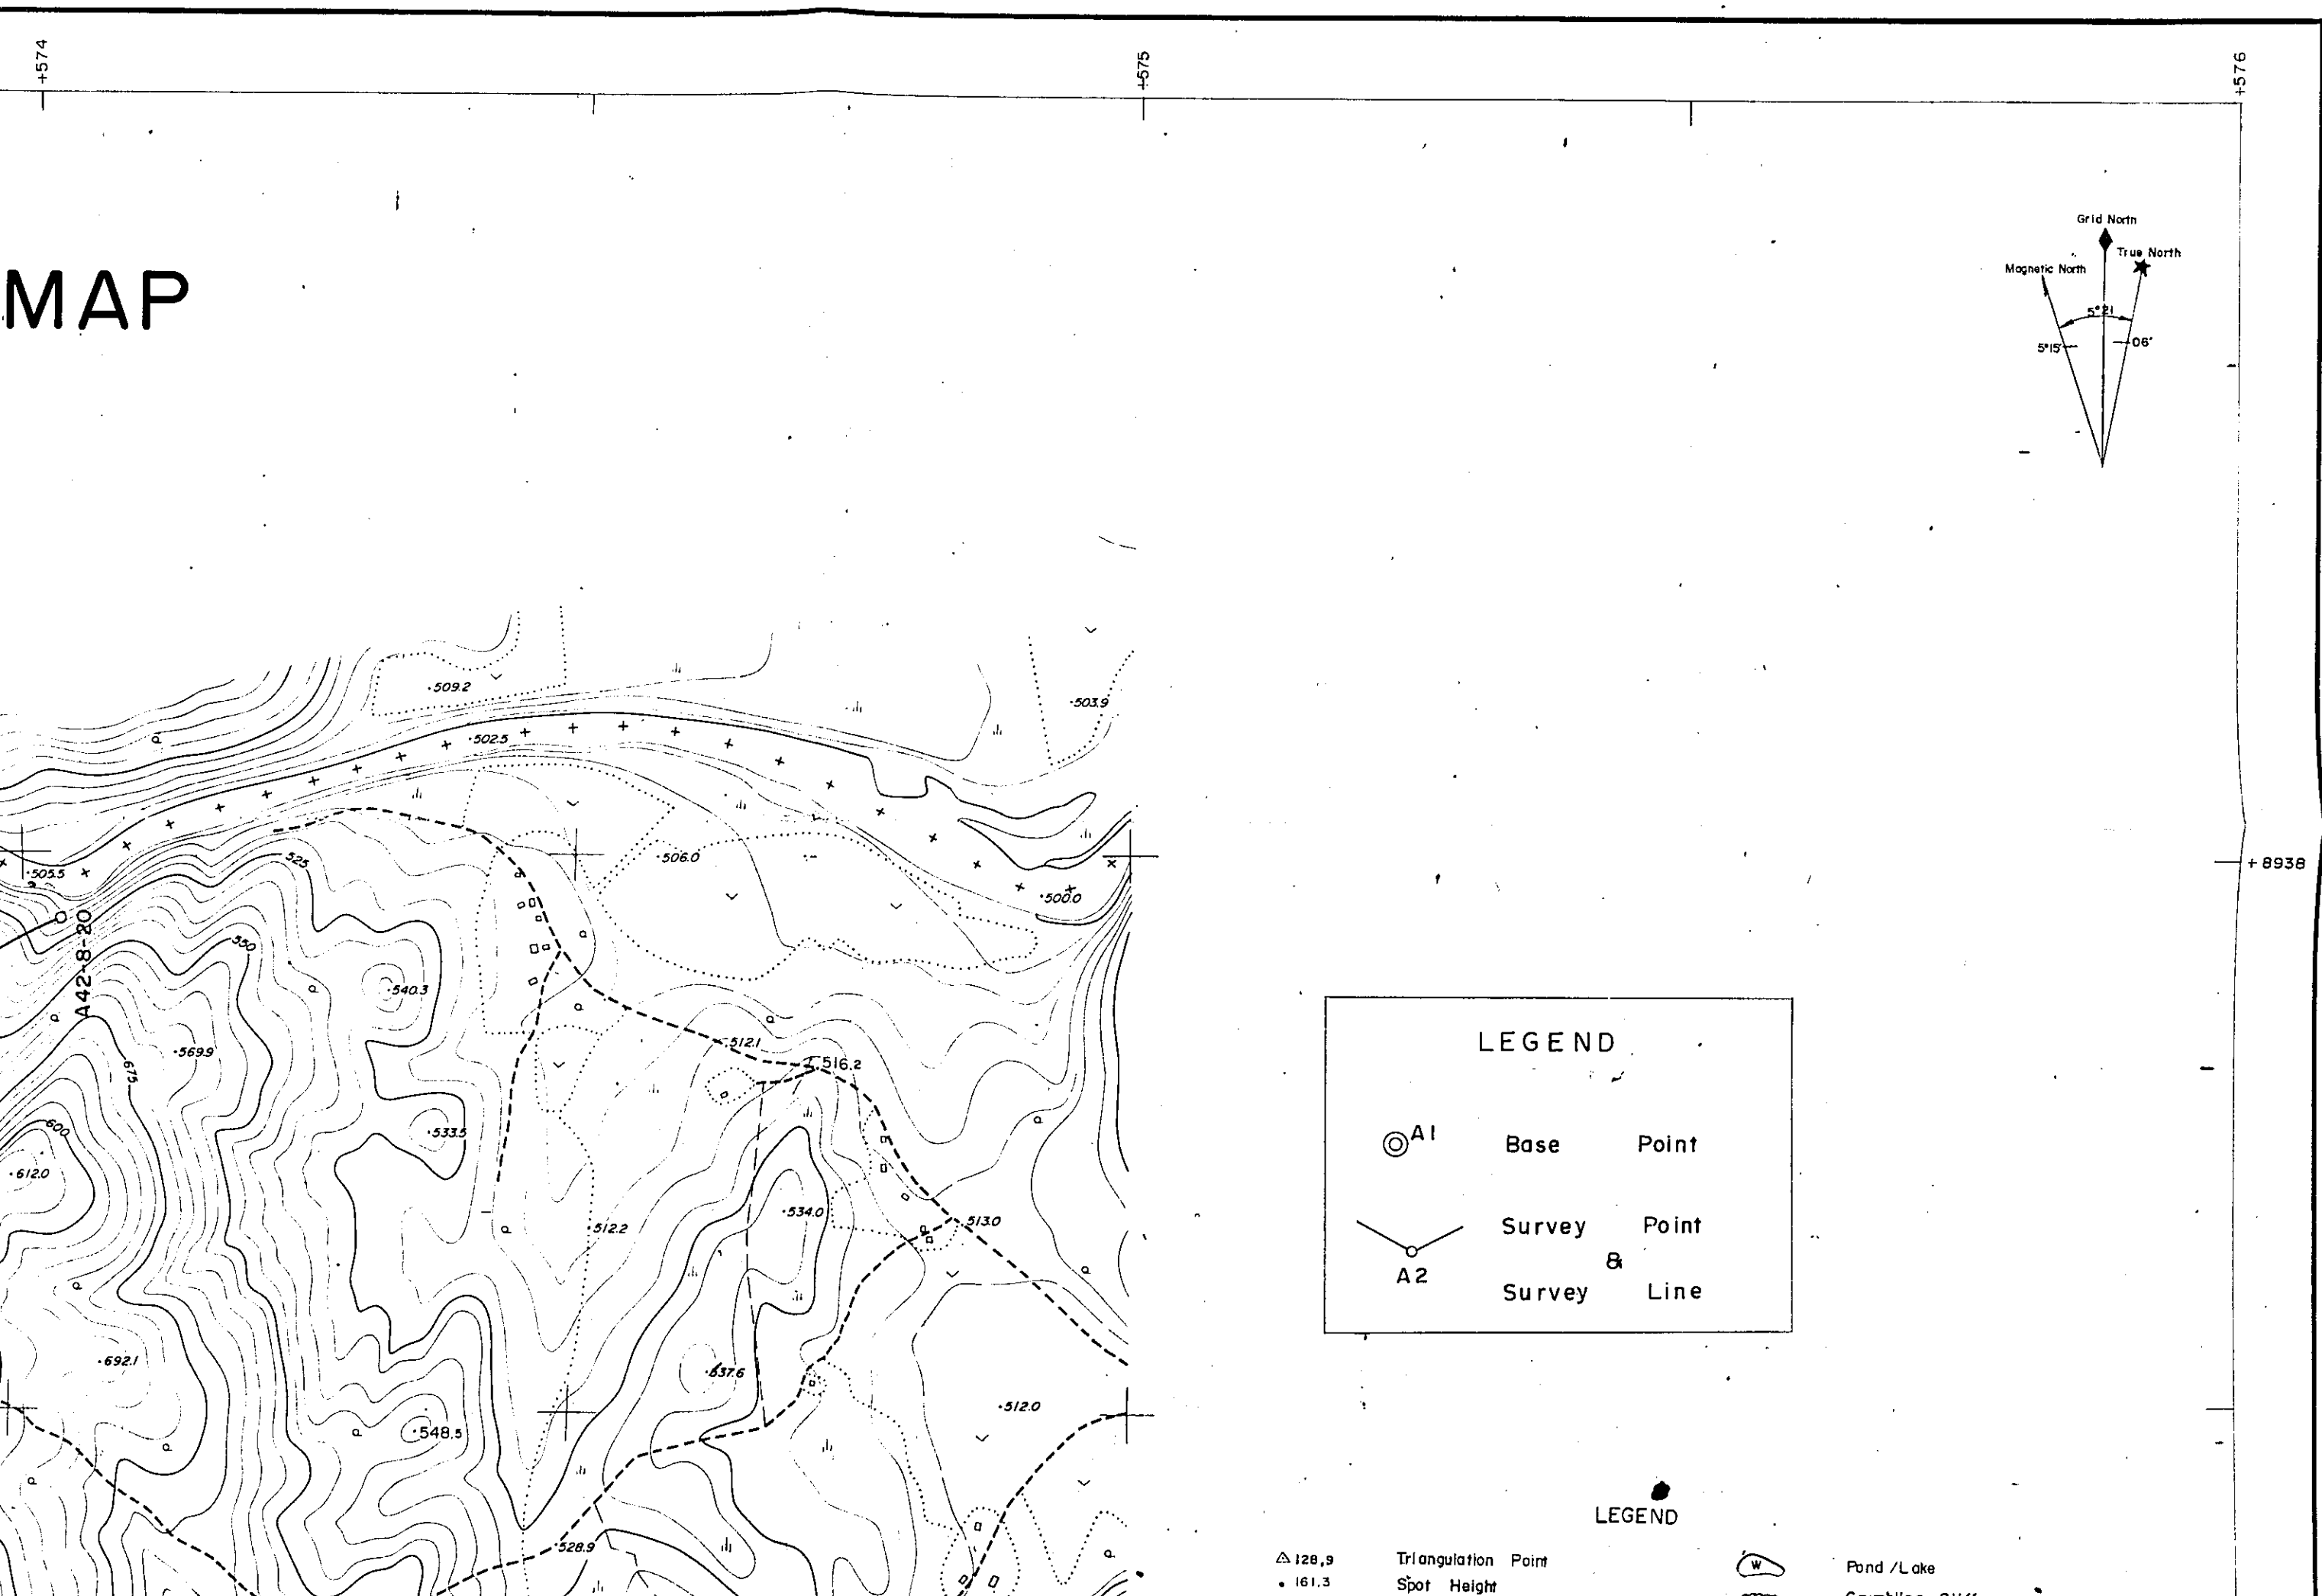 +574
+575
+576
MAP
Grid North
True North
Magnetic North
5°21
5°15'
06'
509.2
503.9
502.5
525
506.0
+8938
505.5
500.0
A42-8-20
550
540.3
512.1
569.9
675
516.2
533.5
600
612.0
534.0
512.2
513.0
692.1
537.6
512.0
548.5
528.9
LEGEND
A1
Base Point
Survey Point
&
A2
Survey Line
LEGEND
128,9
Triangulation Point
W
Pond / Lake
161.3
Spot Height